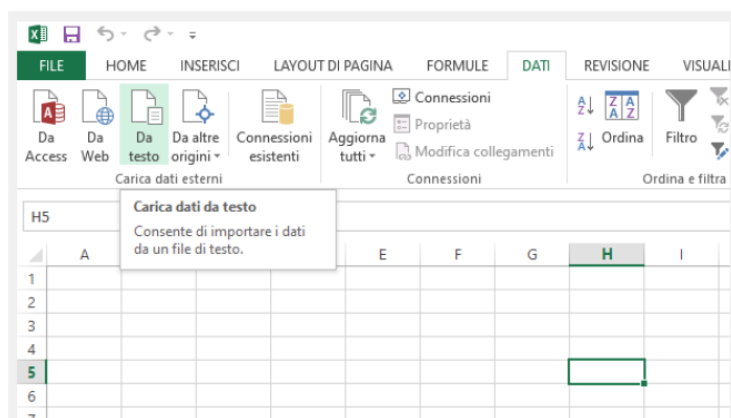 FILE HOME INSERISCI LAYOUT DI PAGINA FORMULE DATI REVISIONE VISUALI
Da Access
Da Web
Da testo
Da altre origini
Connessioni esistenti
Carica dati esterni
Aggiorna tutti
Connessioni
Proprietà
Modifica collegamenti
Connessioni
A Z
Z A
Z A
A Z
Ordina
Filtro
Ordina e filtra
H5
Carica dati da testo
Consente di importare i dati
da un file di testo.
A E F G H I
1
2
3
4
5
6